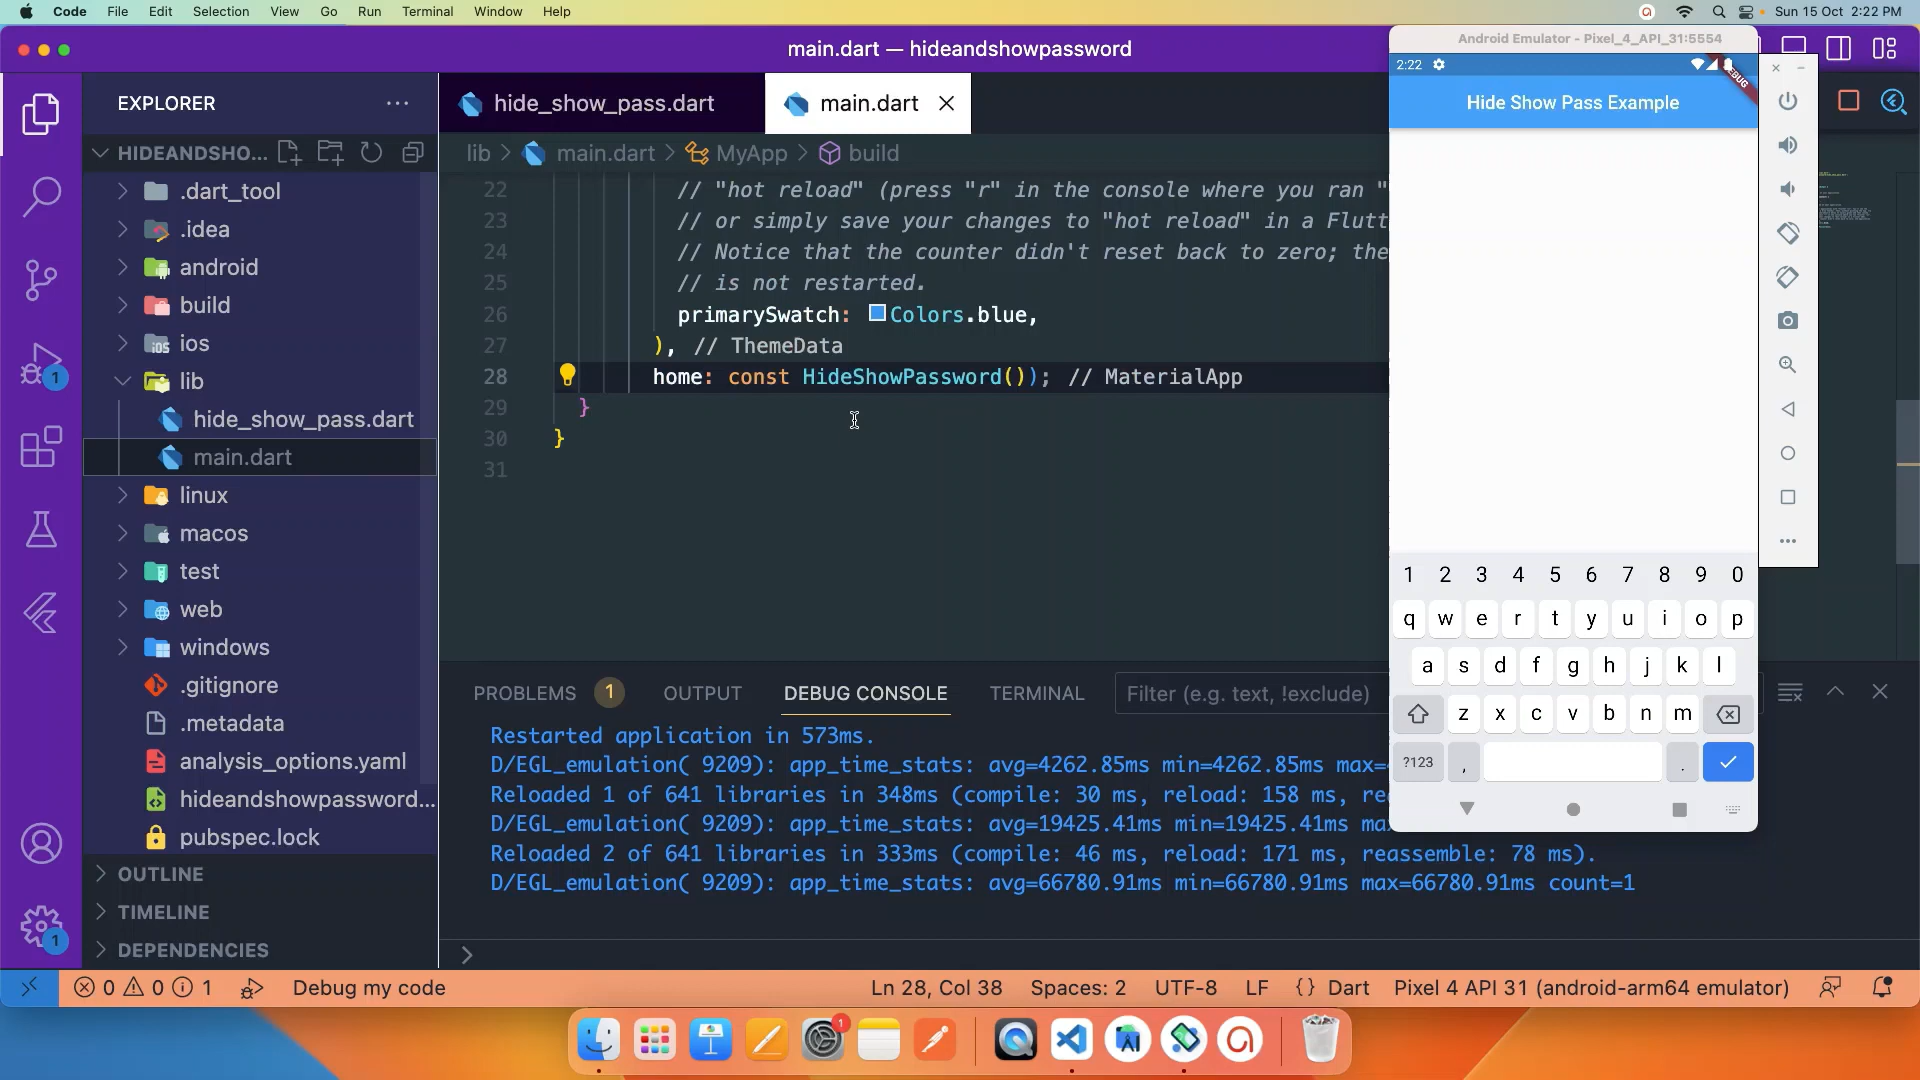 Code File Edit Selection View Go Run Terminal Window Help
Sun 15 Oct 2:22 PM
main.dart — hideandshowpassword
Android Emulator - Pixel_4_API_31:5554
2:22
Hide Show Pass Example
EXPLORER
hide_show_pass.dart
main.dart
HIDEANDSHO...
lib > main.dart > MyApp > build
.dart_tool
.idea
android
build
ios
lib
hide_show_pass.dart
main.dart
linux
macos
test
web
windows
.gitignore
.metadata
analysis_options.yaml
hideandshowpassword...
pubspec.lock
OUTLINE
TIMELINE
DEPENDENCIES
22 // "hot reload" (press "r" in the console where you ran "
23 // or simply save your changes to "hot reload" in a Flutt
24 // Notice that the counter didn't reset back to zero; the
25 // is not restarted.
26 primarySwatch: Colors.blue,
27 ), // ThemeData
28 home: const HideShowPassword()); // MaterialApp
29 }
30 }
31
1 2 3 4 5 6 7 8 9 0
q w e r t y u i o p
a s d f g h j k l
z x c v b n m
?123 , .
PROBLEMS 1 OUTPUT DEBUG CONSOLE TERMINAL Filter (e.g. text, !exclude)
Restarted application in 573ms.
D/EGL_emulation( 9209): app_time_stats: avg=4262.85ms min=4262.85ms max=
Reloaded 1 of 641 libraries in 348ms (compile: 30 ms, reload: 158 ms, re
D/EGL_emulation( 9209): app_time_stats: avg=19425.41ms min=19425.41ms ma
Reloaded 2 of 641 libraries in 333ms (compile: 46 ms, reload: 171 ms, reassemble: 78 ms).
D/EGL_emulation( 9209): app_time_stats: avg=66780.91ms min=66780.91ms max=66780.91ms count=1
1
1
0 0 1 Debug my code Ln 28, Col 38 Spaces: 2 UTF-8 LF {} Dart Pixel 4 API 31 (android-arm64 emulator)
1